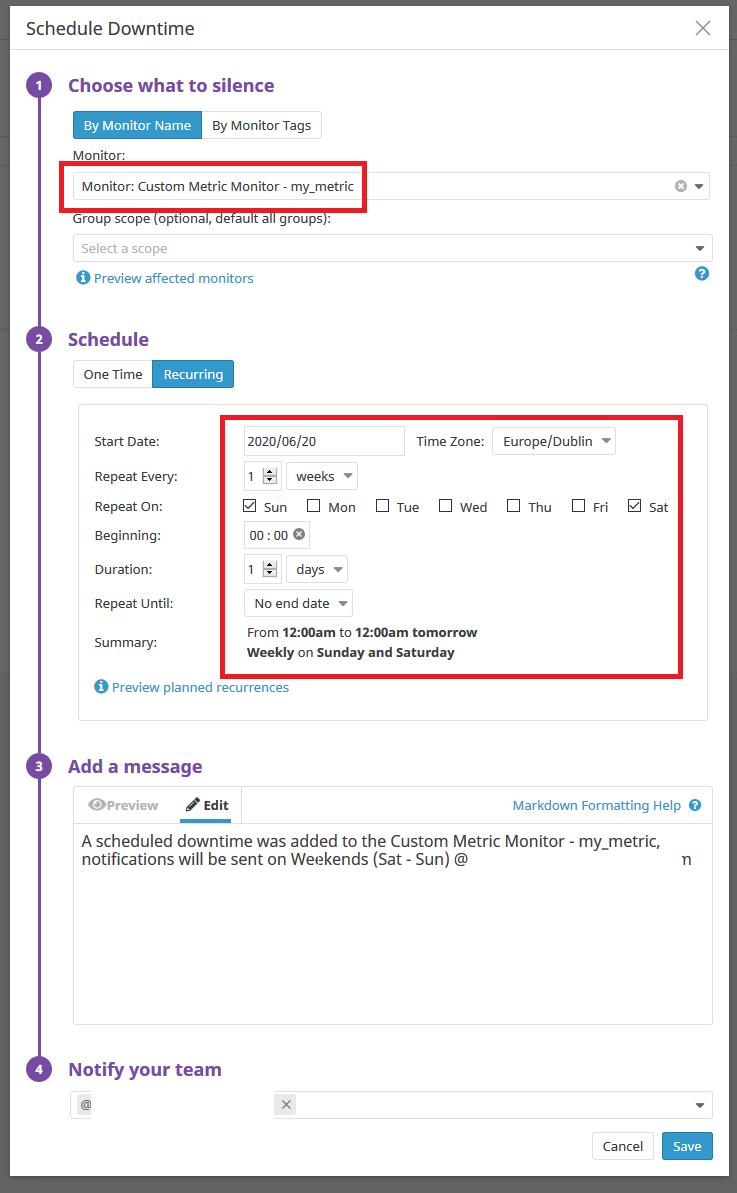 Schedule Downtime
1 Choose what to silence
By Monitor Name By Monitor Tags
Monitor:
Monitor: Custom Metric Monitor - my_metric
Group scope (optional, default all groups):
Select a scope
Preview affected monitors
2 Schedule
One Time Recurring
Start Date: 2020/06/20 Time Zone: Europe/Dublin
Repeat Every: 1 weeks
Repeat On: Sun Mon Tue Wed Thu Fri Sat
Beginning: 00 : 00
Duration: 1 days
Repeat Until: No end date
Summary: From 12:00am to 12:00am tomorrow
Weekly on Sunday and Saturday
Preview planned recurrences
3 Add a message
Preview Edit Markdown Formatting Help
A scheduled downtime was added to the Custom Metric Monitor - my_metric,
notifications will be sent on Weekends (Sat - Sun) @ m
4 Notify your team
@
Cancel Save